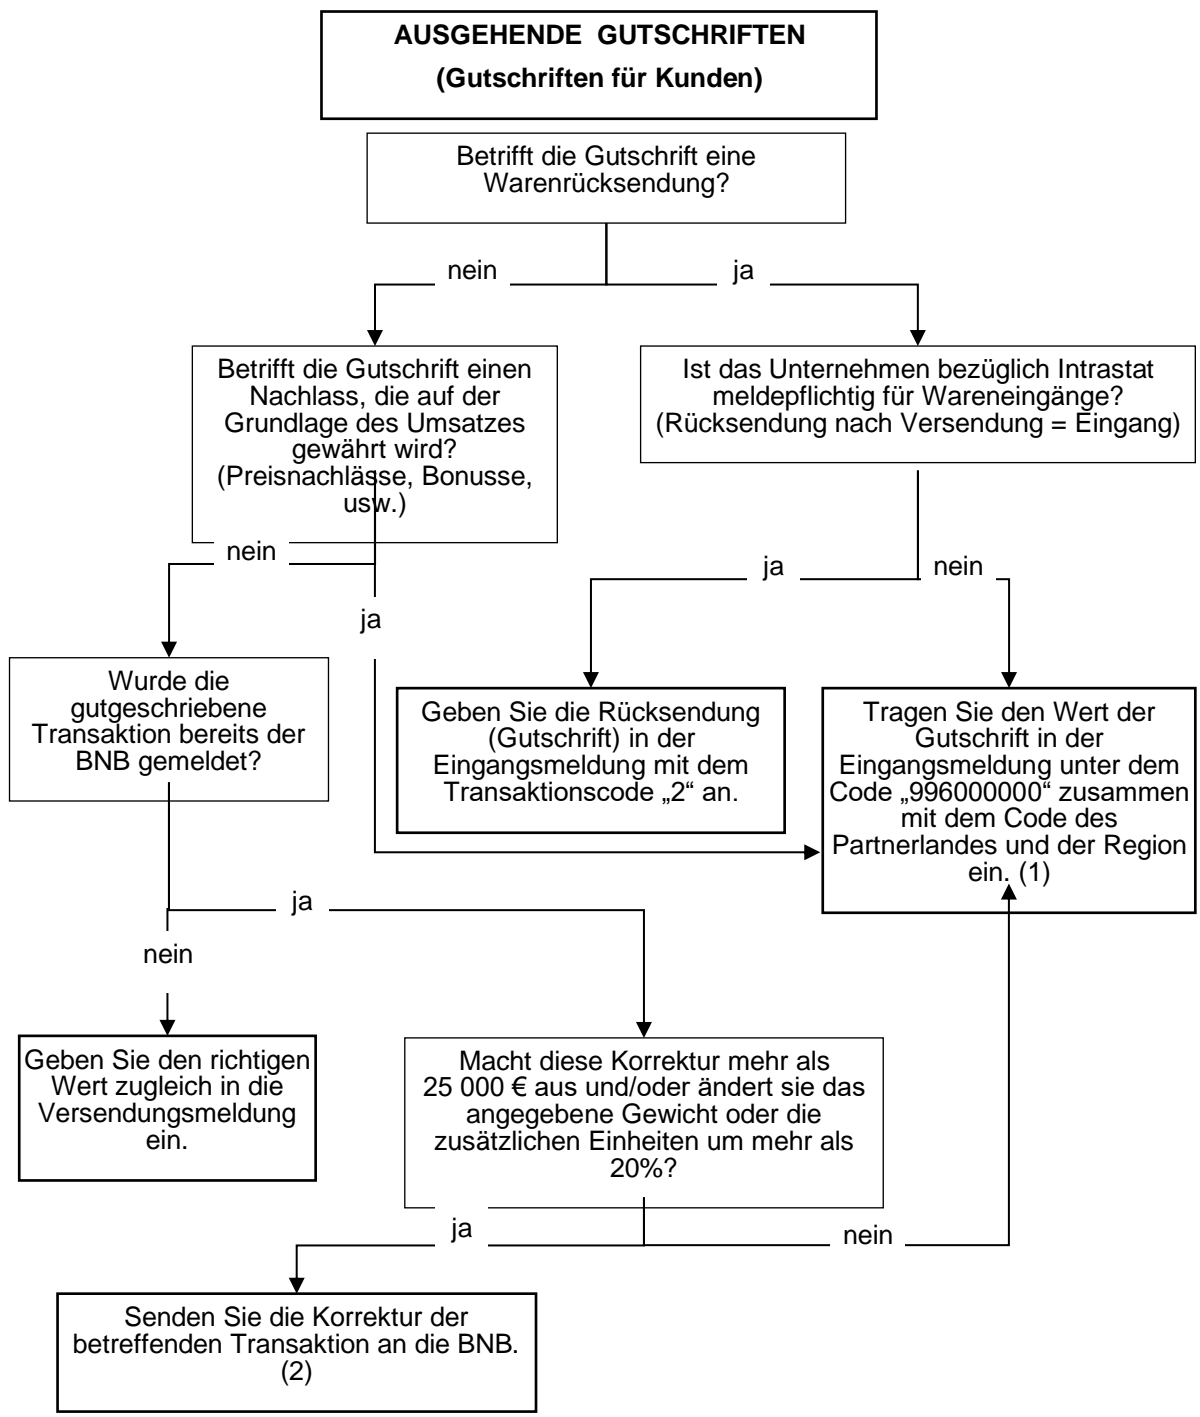 AUSGEHENDE GUTSCHRIFTEN
(Gutschriften für Kunden)
Betrifft die Gutschrift eine
Warenrücksendung?
nein
ja
Betrifft die Gutschrift einen
Nachlass, die auf der
Grundlage des Umsatzes
gewährt wird?
(Preisnachlässe, Bonusse,
usw.)
Ist das Unternehmen bezüglich Intrastat
meldepflichtig für Wareneingänge?
(Rücksendung nach Versendung = Eingang)
nein
ja
ja
nein
Wurde die
gutgeschriebene
Transaktion bereits der
BNB gemeldet?
Geben Sie die Rücksendung
(Gutschrift) in der
Eingangsmeldung mit dem
Transaktionscode „2“ an.
Tragen Sie den Wert der
Gutschrift in der
Eingangsmeldung unter dem
Code „996000000“ zusammen
mit dem Code des
Partnerlandes und der Region
ein. (1)
ja
nein
Geben Sie den richtigen
Wert zugleich in die
Versendungsmeldung
ein.
Macht diese Korrektur mehr als
25 000 € aus und/oder ändert sie das
angegebene Gewicht oder die
zusätzlichen Einheiten um mehr als
20%?
ja
nein
Senden Sie die Korrektur der
betreffenden Transaktion an die BNB.
(2)